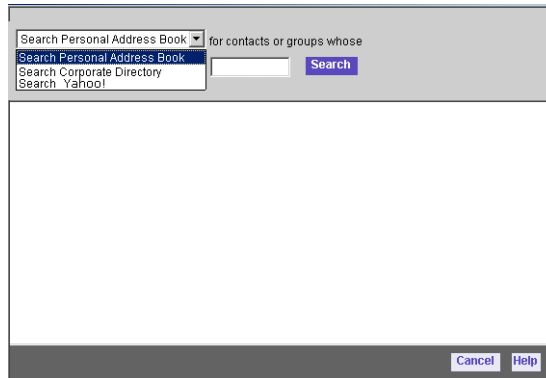 Search Personal Address Book for contacts or groups whose
Search Personal Address Book
Search Corporate Directory
Search Yahoo!
Search
Cancel Help